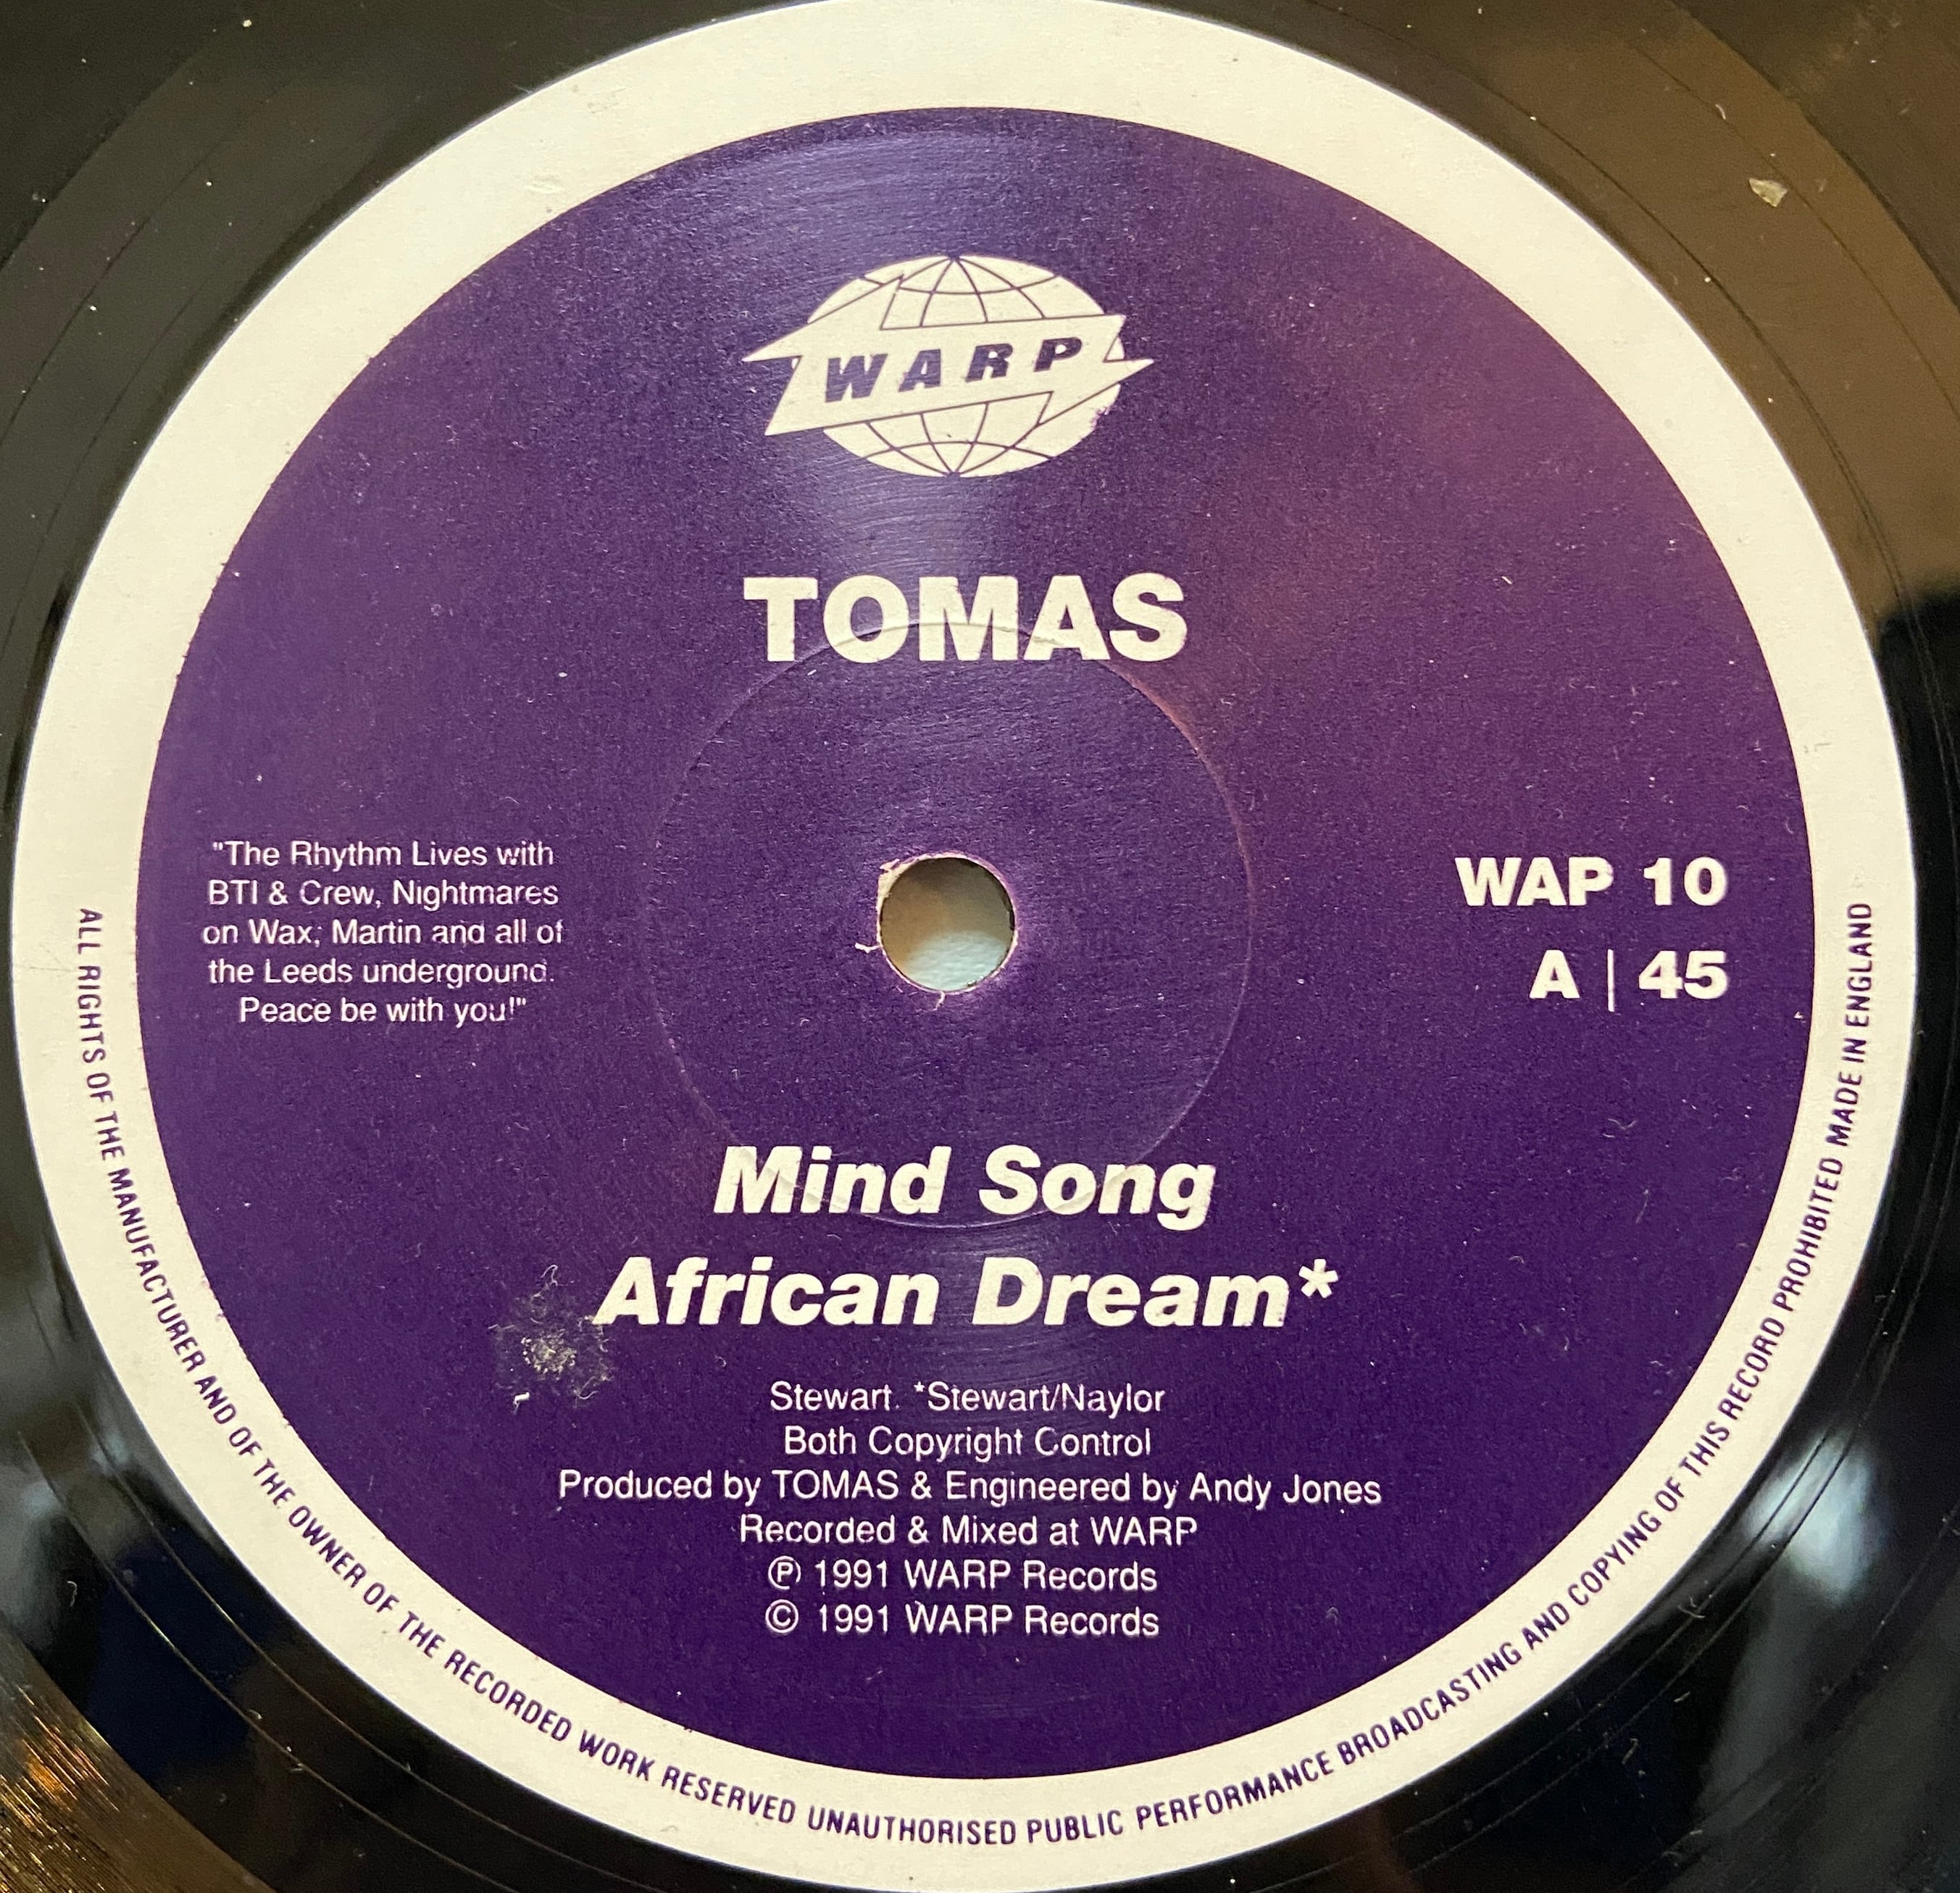 WARP
TOMAS
"The Rhythm Lives with
BTI & Crew, Nightmares
on Wax; Martin and all of
the Leeds underground.
Peace be with you!"
WAP 10
A | 45
Mind Song
African Dream*
Stewart. *Stewart/Naylor
Both Copyright Control
Produced by TOMAS & Engineered by Andy Jones
Recorded & Mixed at WARP
℗ 1991 WARP Records
© 1991 WARP Records
ALL RIGHTS OF THE MANUFACTURER AND OF THE OWNER OF THE RECORDED WORK RESERVED UNAUTHORISED PUBLIC PERFORMANCE BROADCASTING AND COPYING OF THIS RECORD PROHIBITED MADE IN ENGLAND